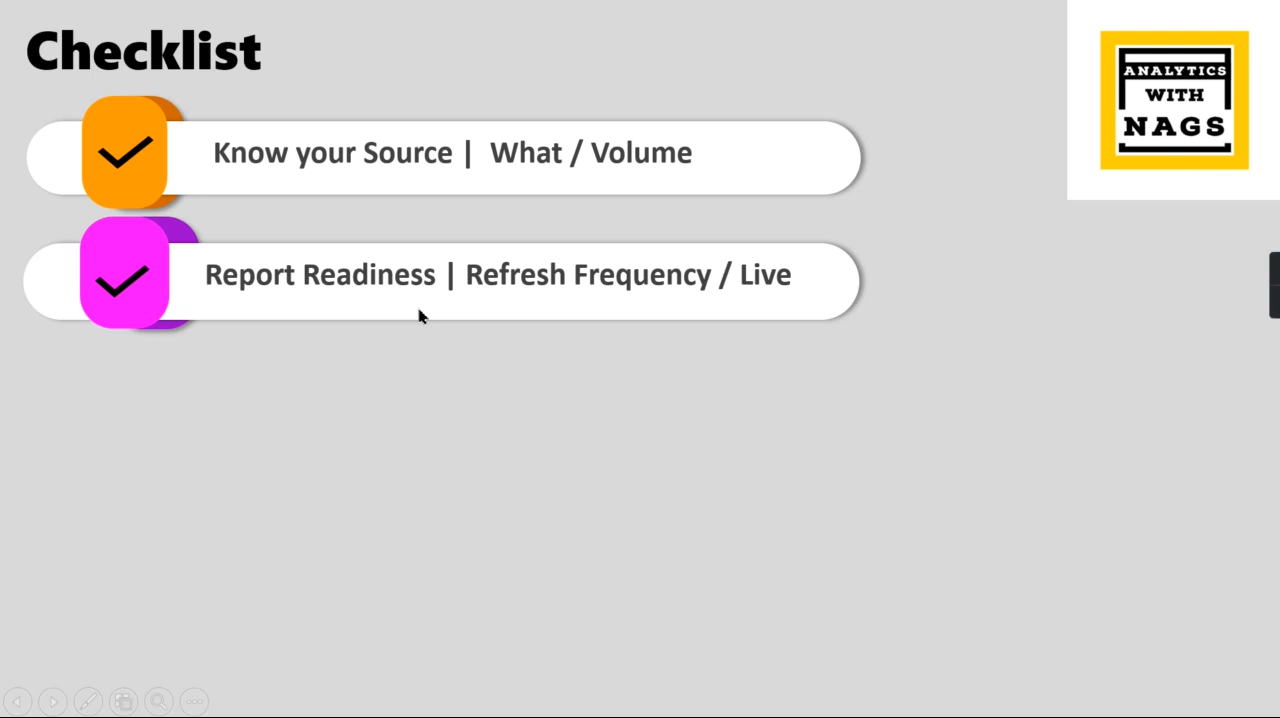 Checklist
Know your Source | What / Volume
Report Readiness | Refresh Frequency / Live
ANALYTICS
WITH
NAGS